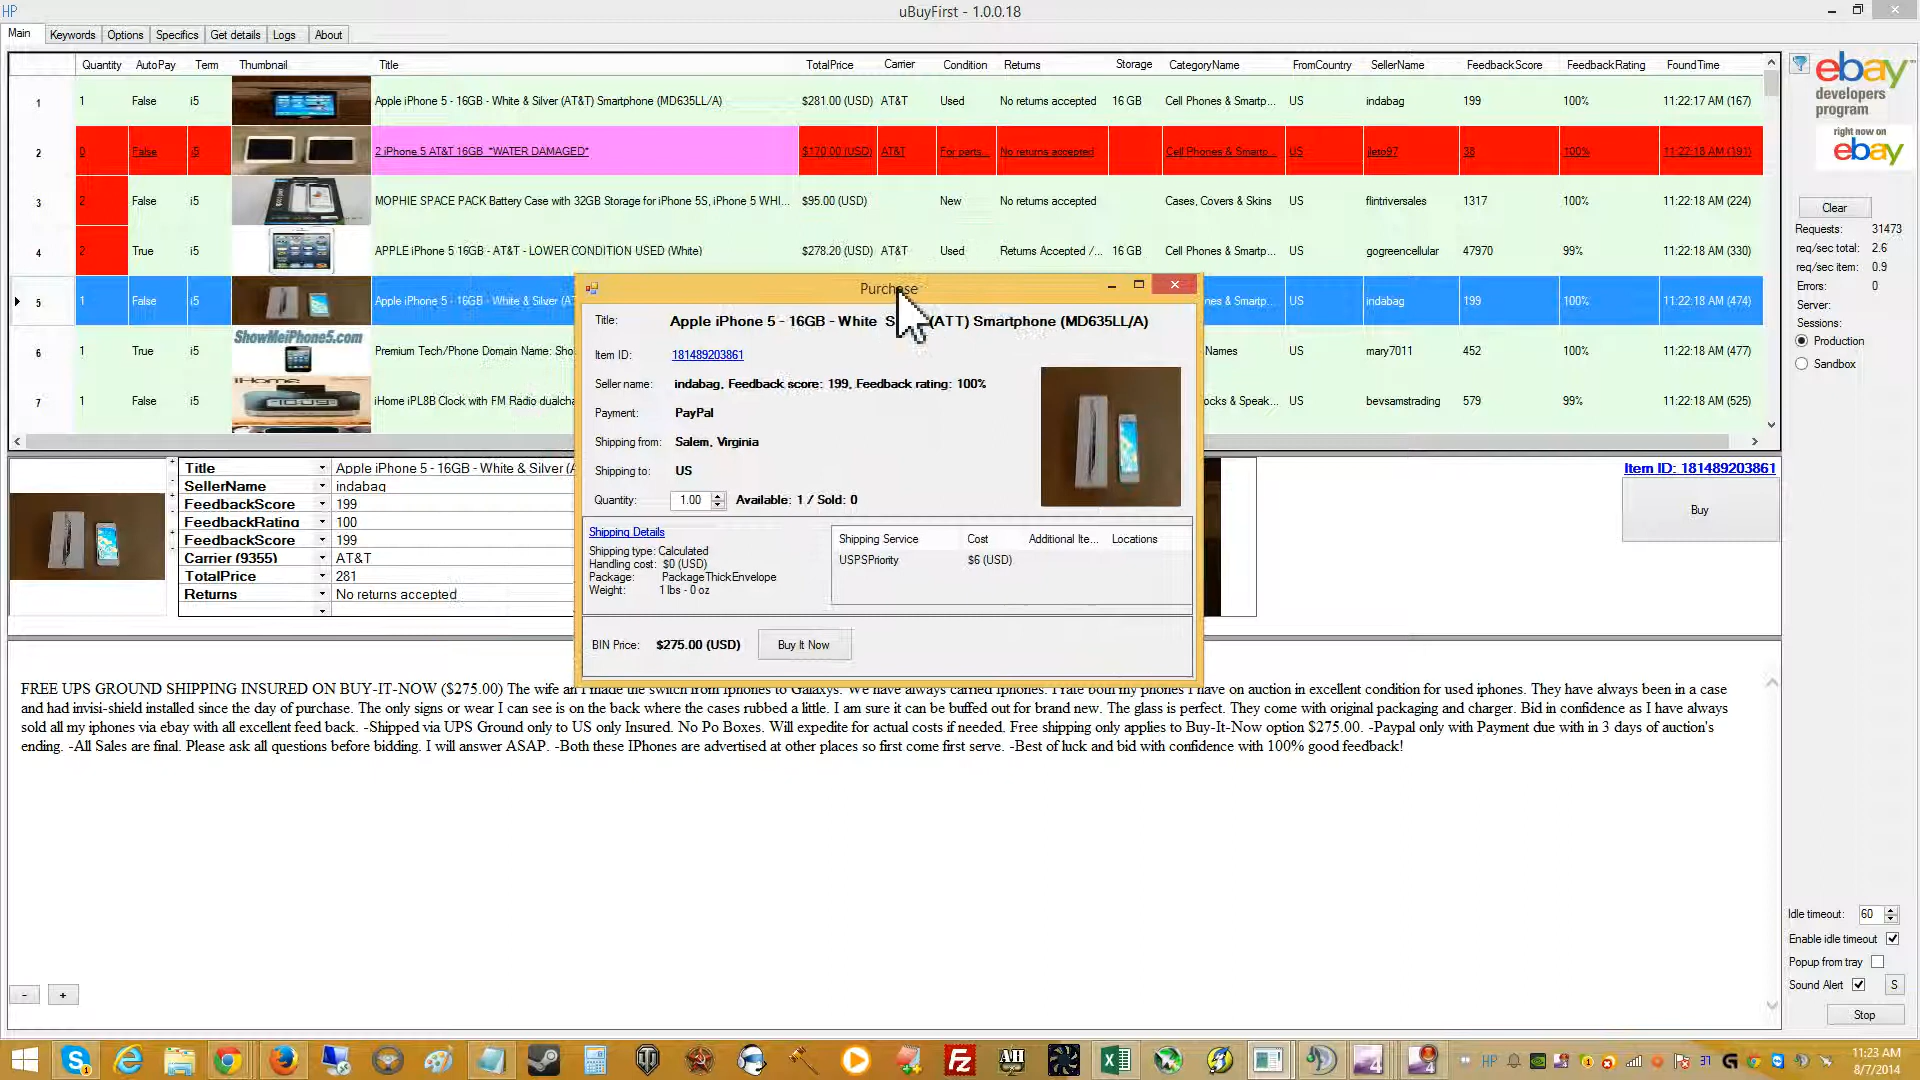 HP
uBuyFirst - 1.0.0.18
Main Keywords Options Specifics Get details Logs About
Quantity AutoPay Term Thumbnail Title TotalPrice Carrier Condition Returns Storage CategoryName FromCountry SellerName FeedbackScore FeedbackRating FoundTime
1 1 False i5 Apple iPhone 5 - 16GB - White & Silver (AT&T) Smartphone (MD635LL/A) $281.00 (USD) AT&T Used No returns accepted 16 GB Cell Phones & Smartp... US indabag 199 100% 11:22:17 AM (167)
2 0 False i5 2 iPhone 5 AT&T 16GB *WATER DAMAGED* $170.00 (USD) AT&T For parts... No returns accepted Cell Phones & Smartp... US jleto97 38 100% 11:22:18 AM (191)
3 2 False i5 MOPHIE SPACE PACK Battery Case with 32GB Storage for iPhone 5S, iPhone 5 WHI... $95.00 (USD) New No returns accepted Cases, Covers & Skins US flintriversales 1317 100% 11:22:18 AM (224)
4 2 True i5 APPLE iPhone 5 16GB - AT&T - LOWER CONDITION USED (White) $278.20 (USD) AT&T Used Returns Accepted /... 16 GB Cell Phones & Smartp... US gogreencellular 47970 99% 11:22:18 AM (330)
5 1 False i5 Apple iPhone 5 - 16GB - White & Silver (AT nes & Smartp... US indabag 199 100% 11:22:18 AM (474)
ShowMeiPhone5.com
6 1 True i5 Premium Tech/Phone Domain Name: Sho Names US mary7011 452 100% 11:22:18 AM (477)
iHome
7 1 False i5 iHome iPL8B Clock with FM Radio dualcha ocks & Speak... US bevsamstrading 579 99% 11:22:18 AM (525)
Purchase
Title: Apple iPhone 5 - 16GB - White S (ATT) Smartphone (MD635LL/A)
Item ID: 181489203861
Seller name: indabag, Feedback score: 199, Feedback rating: 100%
Payment: PayPal
Shipping from: Salem, Virginia
Shipping to: US
Quantity: 1.00 Available: 1 / Sold: 0
Shipping Details
Shipping type: Calculated
Handling cost: $0 (USD)
Package: PackageThickEnvelope
Weight: 1 lbs - 0 oz
Shipping Service Cost Additional Ite... Locations
USPSPriority $6 (USD)
BIN Price: $275.00 (USD) Buy It Now
Title Apple iPhone 5 - 16GB - White & Silver (A
SellerName indabag
FeedbackScore 199
FeedbackRating 100
FeedbackScore 199
Carrier (9355) AT&T
TotalPrice 281
Returns No returns accepted
Item ID: 181489203861
Buy
FREE UPS GROUND SHIPPING INSURED ON BUY-IT-NOW ($275.00) The wife an I made the switch from Iphones to Galaxys. We have always carried Iphones. I rate both my phones I have on auction in excellent condition for used iphones. They have always been in a case
and had invisi-shield installed since the day of purchase. The only signs or wear I can see is on the back where the cases rubbed a little. I am sure it can be buffed out for brand new. The glass is perfect. They come with original packaging and charger. Bid in confidence as I have always
sold all my iphones via ebay with all excellent feed back. -Shipped via UPS Ground only to US only Insured. No Po Boxes. Will expedite for actual costs if needed. Free shipping only applies to Buy-It-Now option $275.00. -Paypal only with Payment due with in 3 days of auction's
ending. -All Sales are final. Please ask all questions before bidding. I will answer ASAP. -Both these IPhones are advertised at other places so first come first serve. -Best of luck and bid with confidence with 100% good feedback!
- +
ebay
developers
program
right now on
ebay
Clear
Requests: 31473
req/sec total: 2.6
req/sec item: 0.9
Errors: 0
Server:
Sessions:
Production
Sandbox
Idle timeout: 60
Enable idle timeout
Popup from tray
Sound Alert S
Stop
HP
11:23 AM
8/7/2014